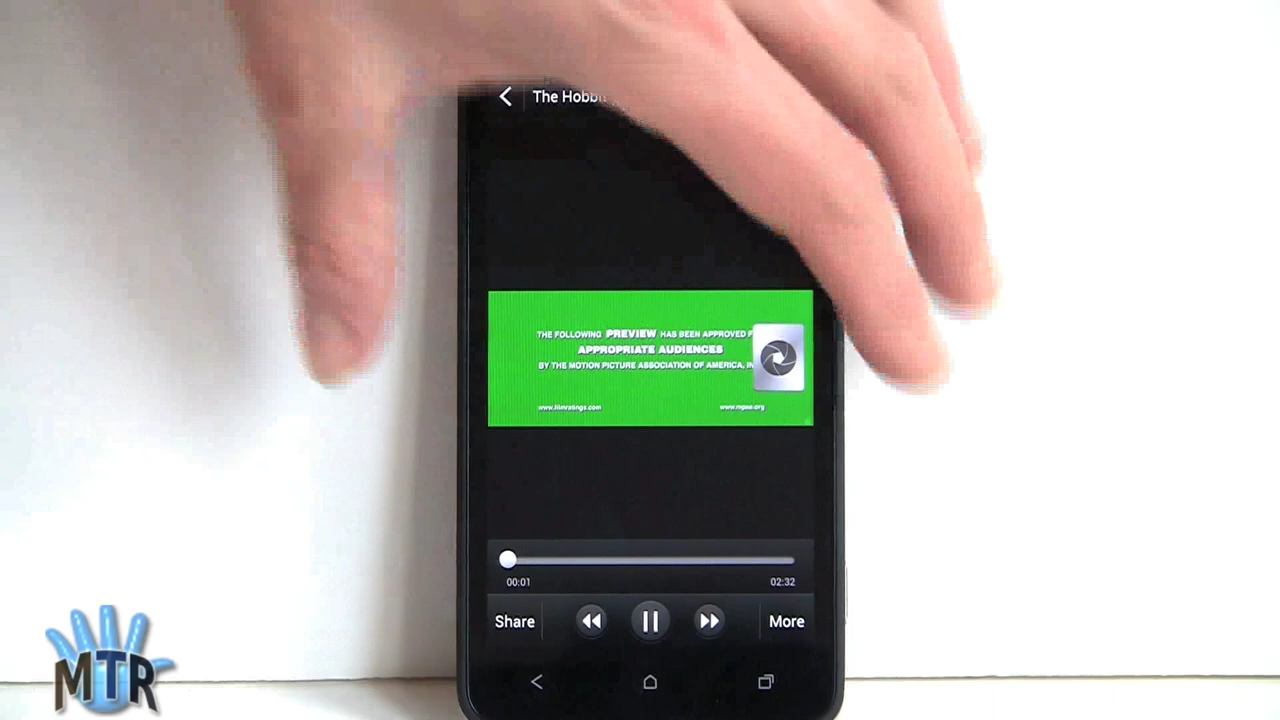 The Hobbi
THE FOLLOWING PREVIEW HAS BEEN APPROVED F
APPROPRIATE AUDIENCES
BY THE MOTION PICTURE ASSOCIATION OF AMERICA, IN
www.filmratings.com www.mpaa.org
00:01 02:32
Share More
MTR